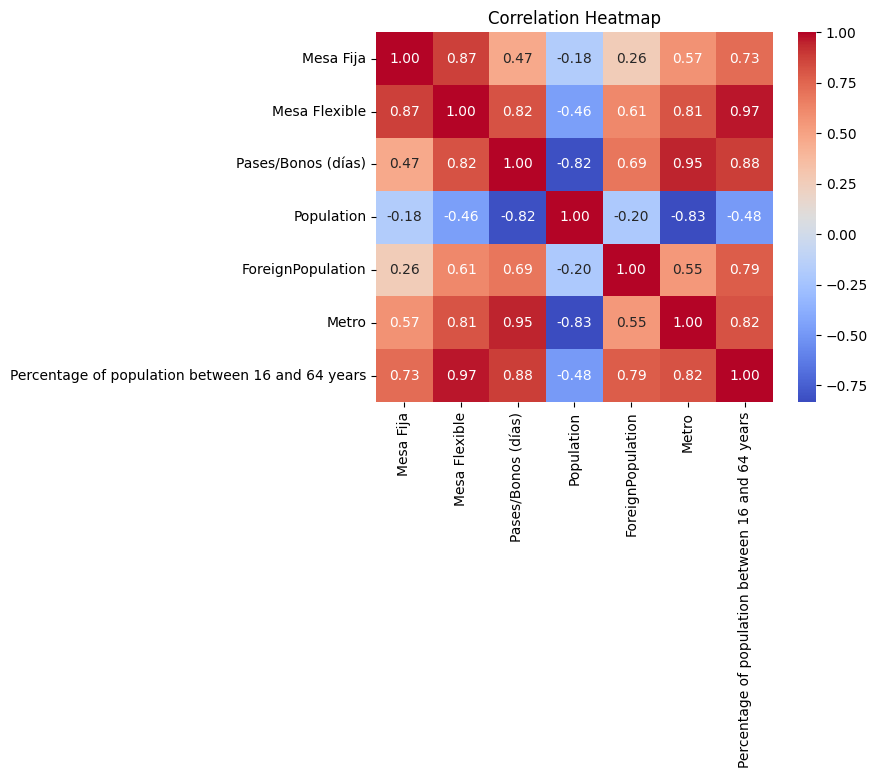 Correlation Heatmap
Mesa Fija 1.00 0.87 0.47 -0.18 0.26 0.57 0.73
Mesa Flexible 0.87 1.00 0.82 -0.46 0.61 0.81 0.97
Pases/Bonos (días) 0.47 0.82 1.00 -0.82 0.69 0.95 0.88
Population -0.18 -0.46 -0.82 1.00 -0.20 -0.83 -0.48
ForeignPopulation 0.26 0.61 0.69 -0.20 1.00 0.55 0.79
Metro 0.57 0.81 0.95 -0.83 0.55 1.00 0.82
Percentage of population between 16 and 64 years 0.73 0.97 0.88 -0.48 0.79 0.82 1.00
Mesa Fija
Mesa Flexible
Pases/Bonos (días)
Population
ForeignPopulation
Metro
Percentage of population between 16 and 64 years
1.00
0.75
0.50
0.25
0.00
−0.25
−0.50
−0.75